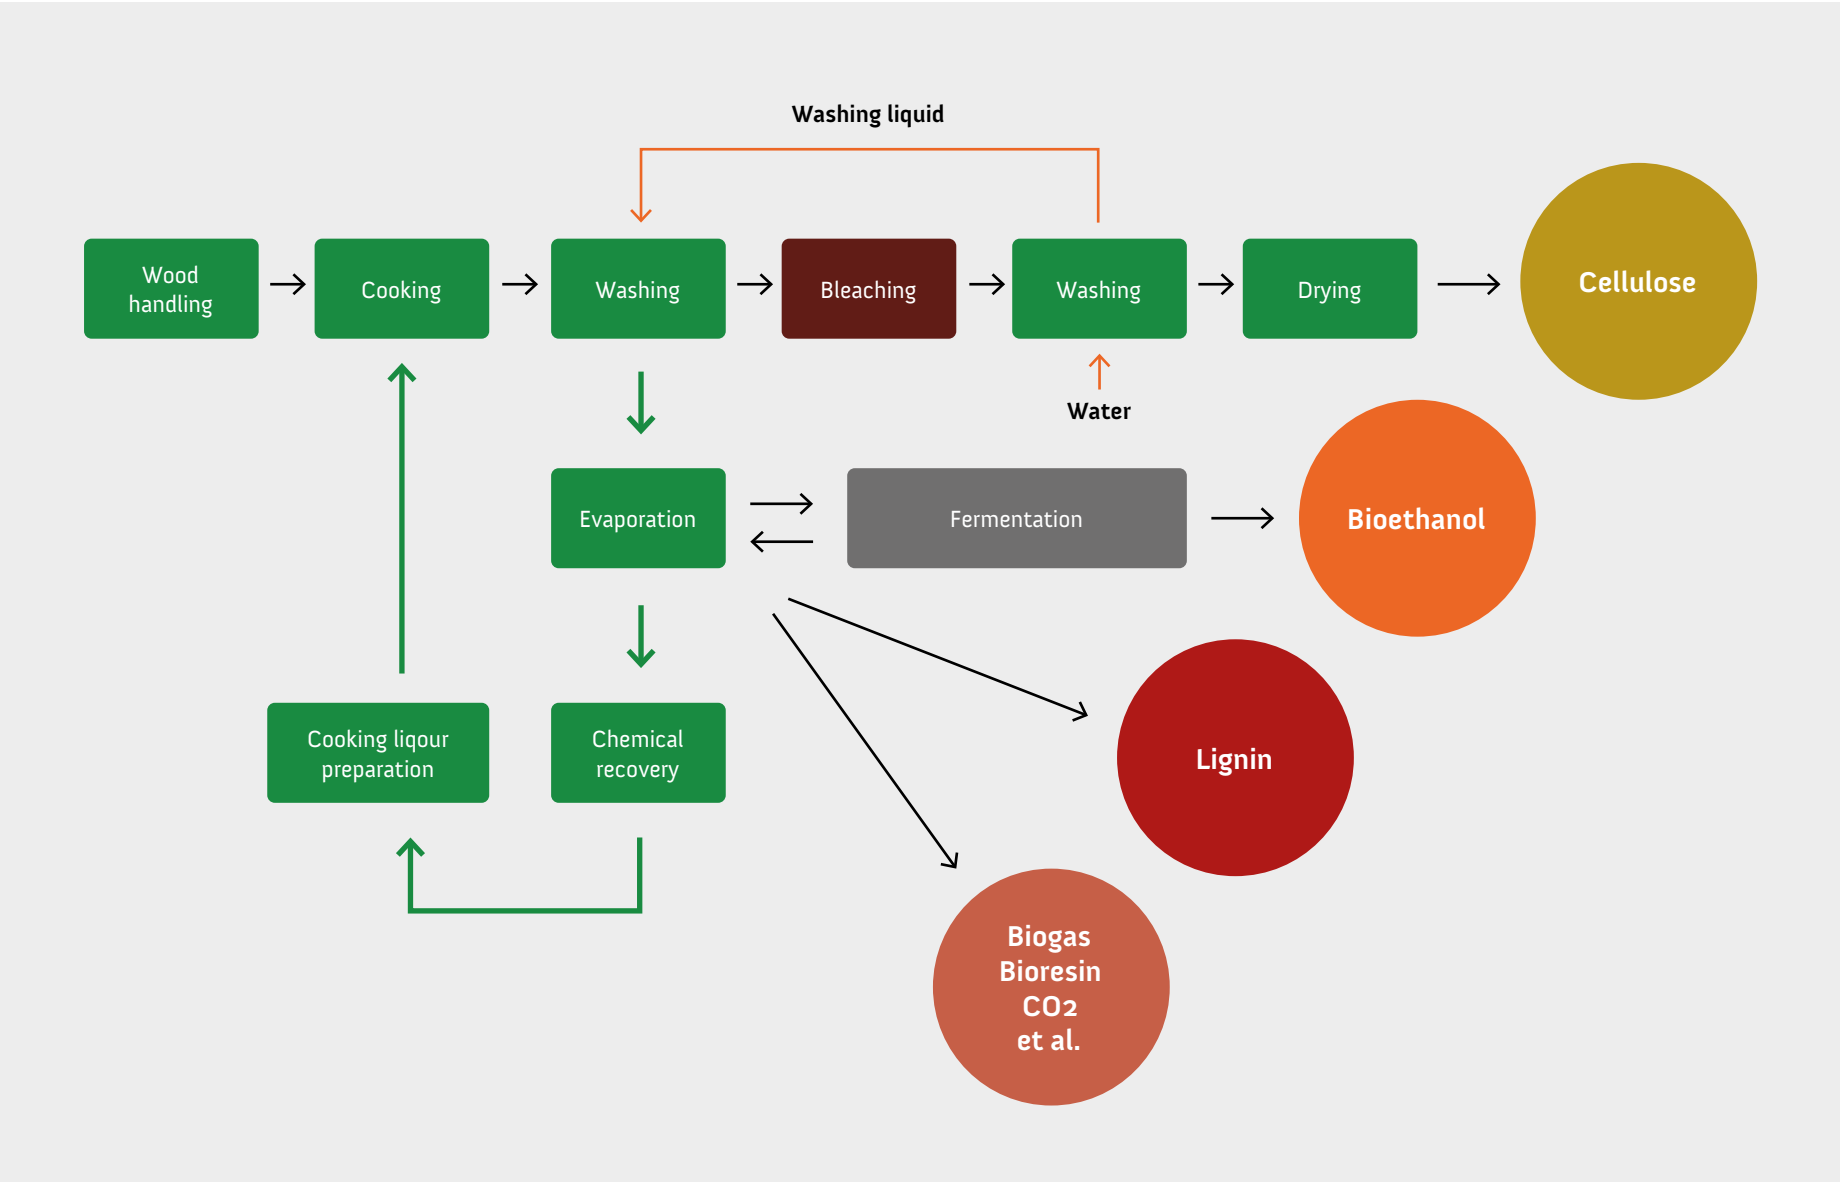 Washing liquid
Wood
handling
Cooking
Washing
Bleaching
Washing
Drying
Cellulose
Water
Evaporation
Fermentation
Bioethanol
Cooking liqour
preparation
Chemical
recovery
Lignin
Biogas
Bioresin
CO2
et al.